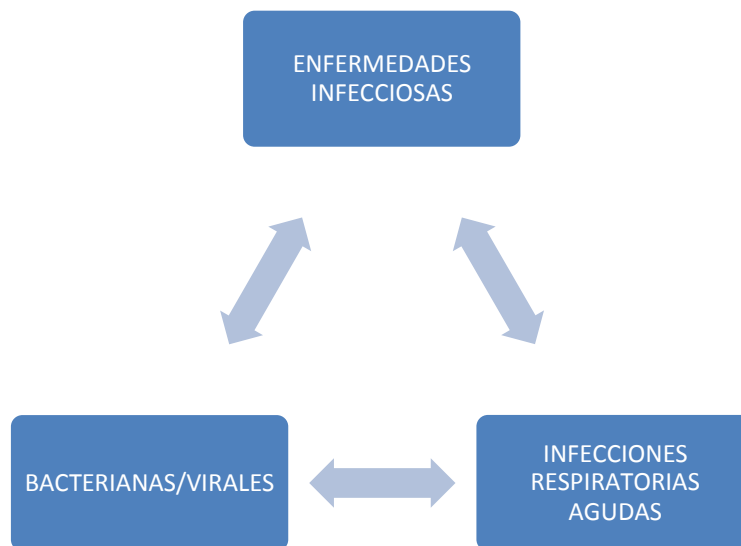 ENFERMEDADES
INFECCIOSAS
BACTERIANAS/VIRALES
INFECCIONES
RESPIRATORIAS
AGUDAS